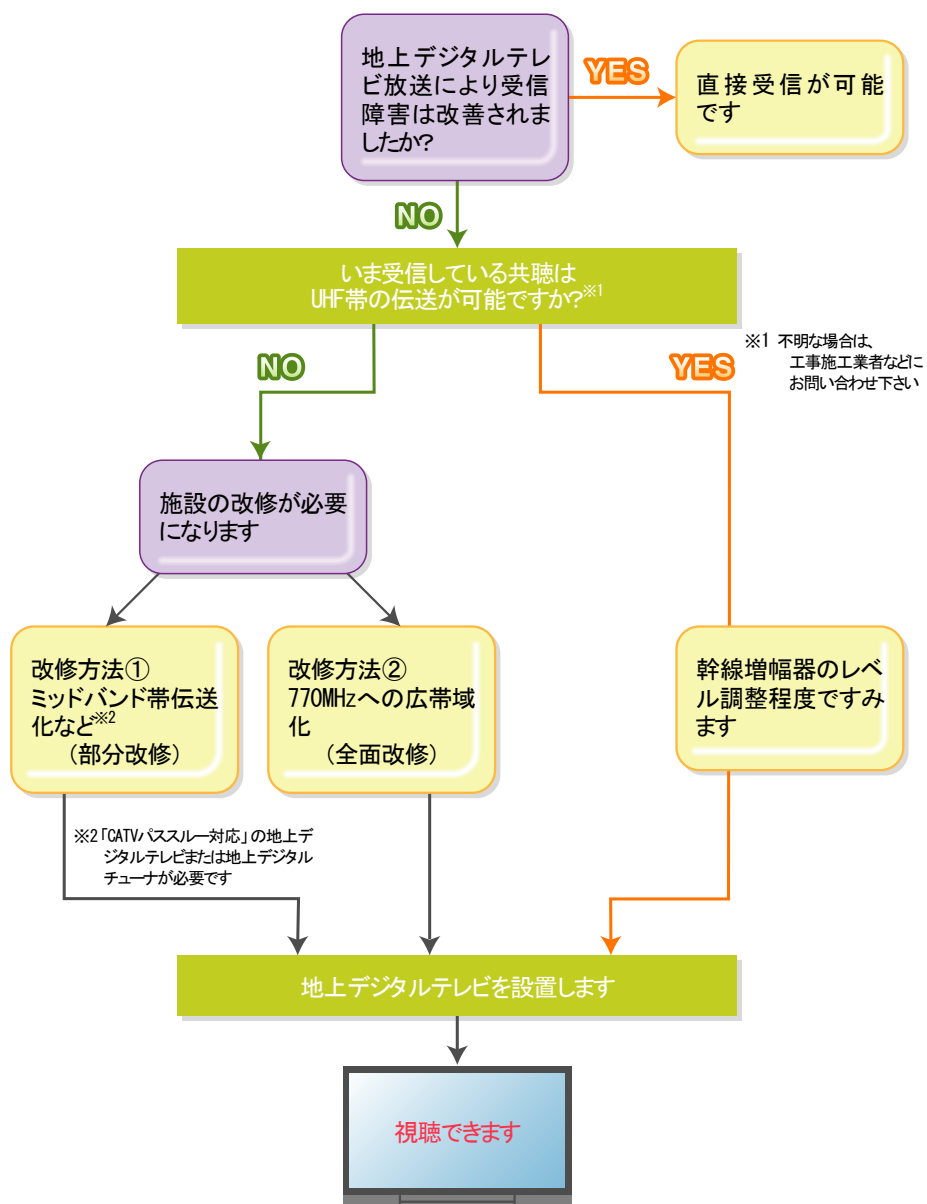 地上デジタルテレ
ビ放送により受信
障害は改善されま
したか?
YES
直接受信が可能
です
NO
いま受信している共聴は
UHF帯の伝送が可能ですか?※1
NO
YES
※1 不明な場合は、
工事施工業者などに
お問い合わせ下さい
施設の改修が必要
になります
改修方法①
ミッドバンド帯伝送
化など※2
（部分改修）
改修方法②
770MHzへの広帯域
化
（全面改修）
幹線増幅器のレベ
ル調整程度ですみ
ます
※2「CATVパススルー対応」の地上デ
ジタルテレビまたは地上デジタル
チューナが必要です
地上デジタルテレビを設置します
視聴できます